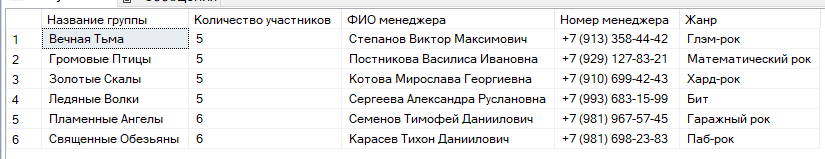 Название группы Количество участников ФИО менеджера Номер менеджера Жанр
1 Вечная Тьма 5 Степанов Виктор Максимович +7 (913) 358-44-42 Глэм-рок
2 Громовые Птицы 5 Постникова Василиса Ивановна +7 (929) 127-83-21 Математический рок
3 Золотые Скалы 5 Котова Мирослава Георгиевна +7 (910) 699-42-43 Хард-рок
4 Ледяные Волки 5 Сергеева Александра Руслановна +7 (993) 683-15-99 Бит
5 Пламенные Ангелы 6 Семенов Тимофей Даниилович +7 (981) 967-57-45 Гаражный рок
6 Священные Обезьяны 6 Карасев Тихон Даниилович +7 (981) 698-23-83 Паб-рок